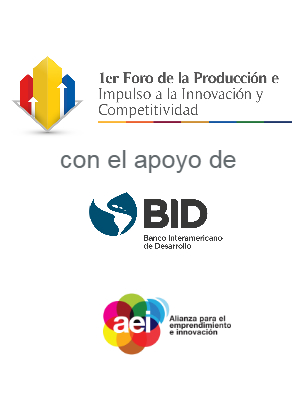 1er Foro de la Producción e
Impulso a la Innovación y
Competitividad
con el apoyo de
BID
Banco Interamericano
de Desarrollo
aei
Alianza para el
emprendimiento
e innovación